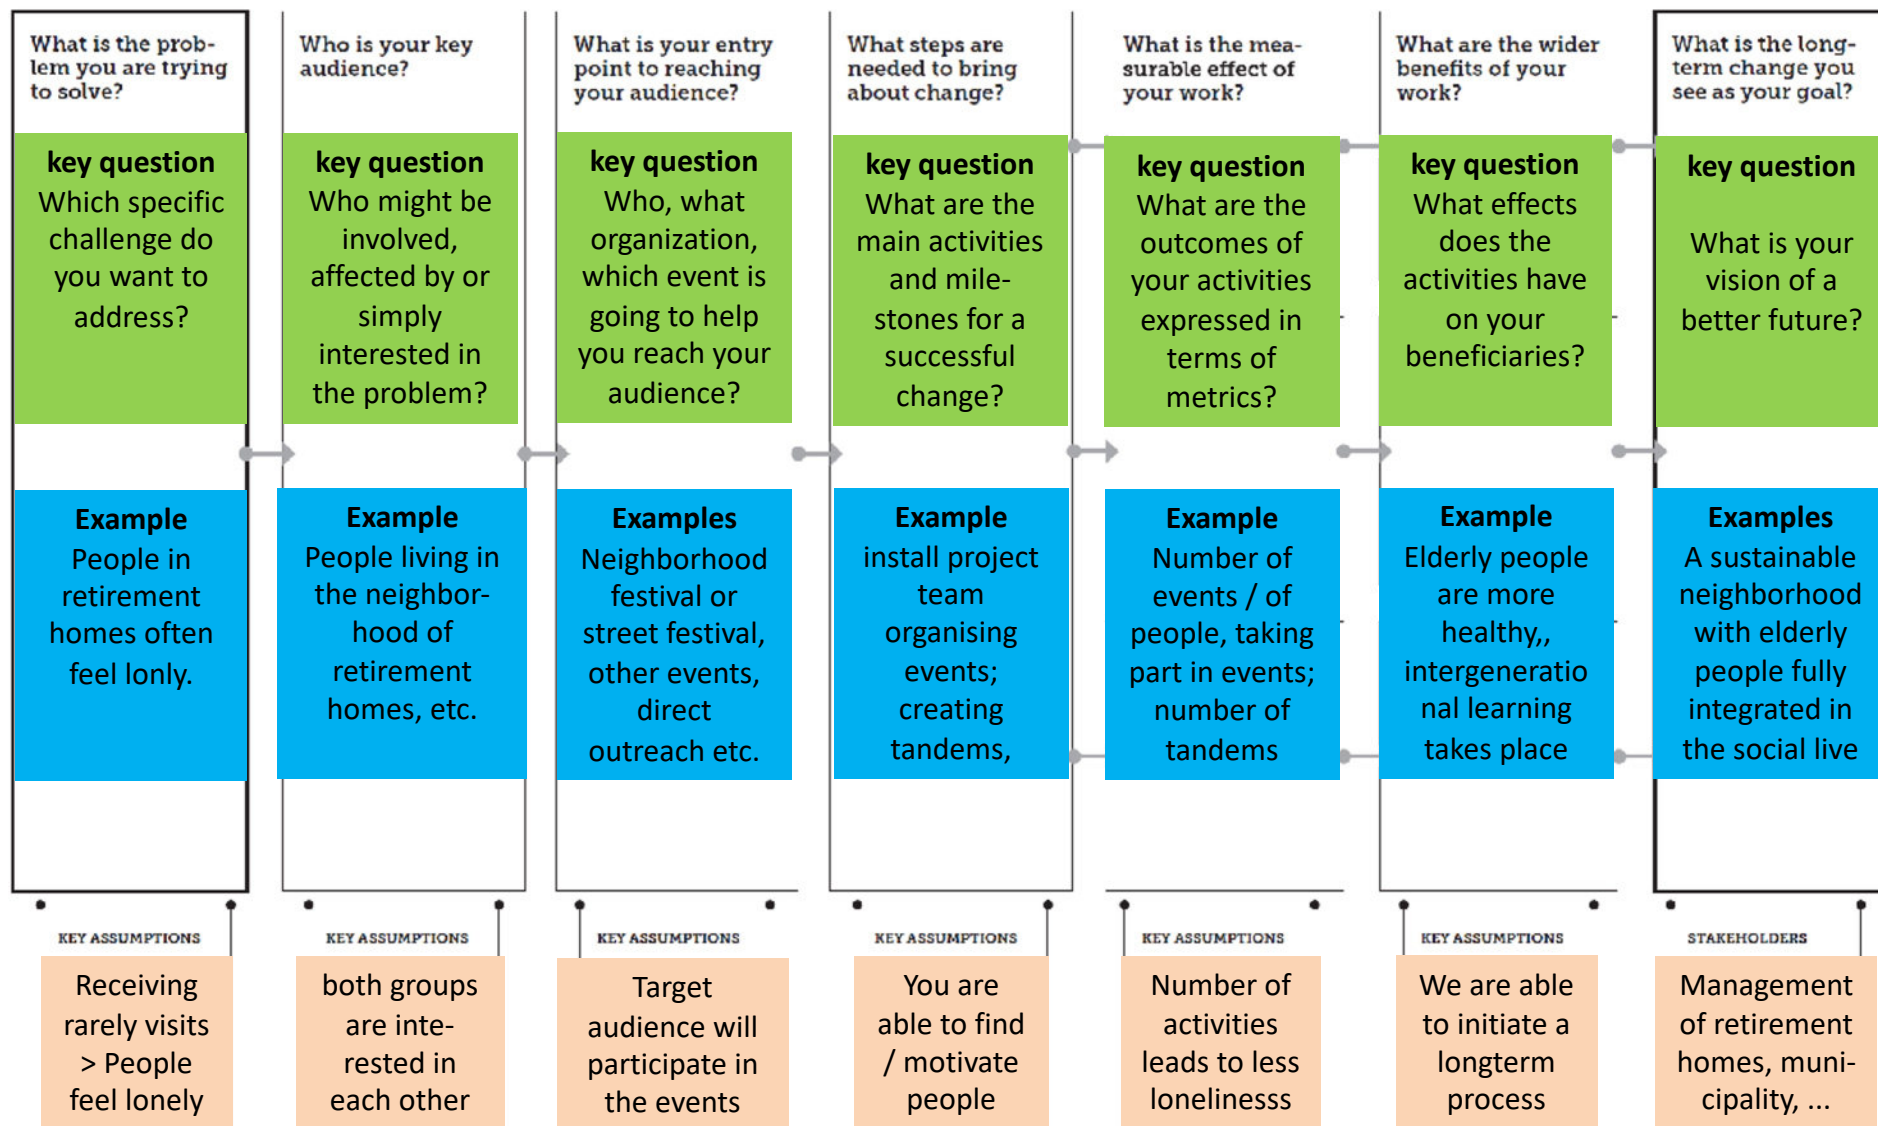 What is the prob-
lem you are trying
to solve?
key question
Which specific
challenge do
you want to
address?
Example
People in
retirement
homes often
feel lonly.
KEY ASSUMPTIONS
Receiving
rarely visits
> People
feel lonely
Who is your key
audience?
key question
Who might be
involved,
affected by or
simply
interested in
the problem?
Example
People living in
the neighbor-
hood of
retirement
homes, etc.
KEY ASSUMPTIONS
both groups
are inte-
rested in
each other
What is your entry
point to reaching
your audience?
key question
Who, what
organization,
which event is
going to help
you reach your
audience?
Examples
Neighborhood
festival or
street festival,
other events,
direct
outreach etc.
KEY ASSUMPTIONS
Target
audience will
participate in
the events
What steps are
needed to bring
about change?
key question
What are the
main activities
and mile-
stones for a
successful
change?
Example
install project
team
organising
events;
creating
tandems,
KEY ASSUMPTIONS
You are
able to find
/ motivate
people
What is the mea-
surable effect of
your work?
key question
What are the
outcomes of
your activities
expressed in
terms of
metrics?
Example
Number of
events / of
people, taking
part in events;
number of
tandems
KEY ASSUMPTIONS
Number of
activities
leads to less
lonelinesss
What are the wider
benefits of your
work?
key question
What effects
does the
activities have
on your
beneficiaries?
Example
Elderly people
are more
healthy,,
intergeneratio
nal learning
takes place
KEY ASSUMPTIONS
We are able
to initiate a
longterm
process
What is the long-
term change you
see as your goal?
key question
What is your
vision of a
better future?
Examples
A sustainable
neighborhood
with elderly
people fully
integrated in
the social live
STAKEHOLDERS
Management
of retirement
homes, muni-
cipality, ...